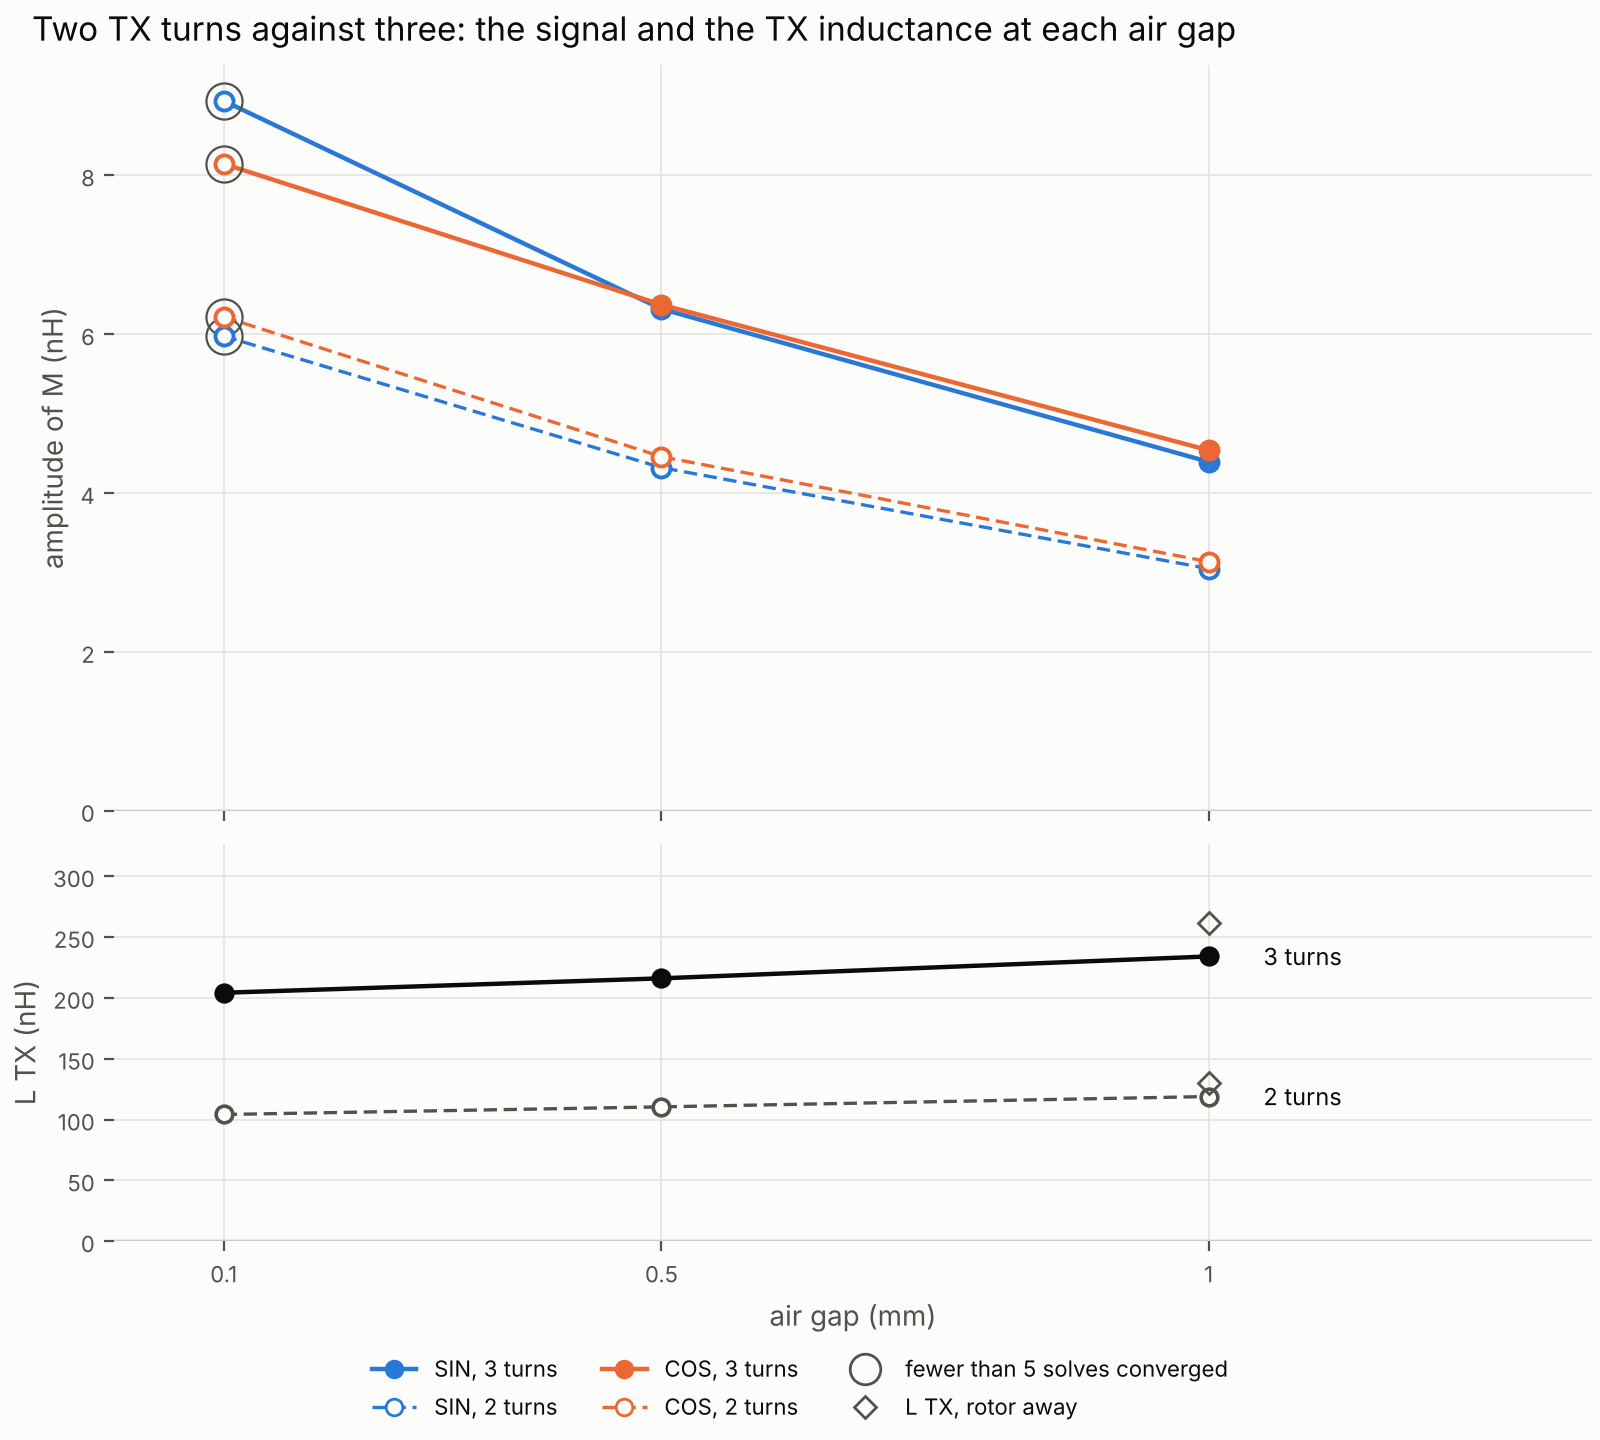 Two TX turns against three: the signal and the TX inductance at each air gap
8
6
4
2
0
amplitude of M (nH)
300
250
200
150
100
50
0
L TX (nH)
3 turns
2 turns
0.1
0.5
1
air gap (mm)
SIN, 3 turns
COS, 3 turns
fewer than 5 solves converged
SIN, 2 turns
COS, 2 turns
L TX, rotor away